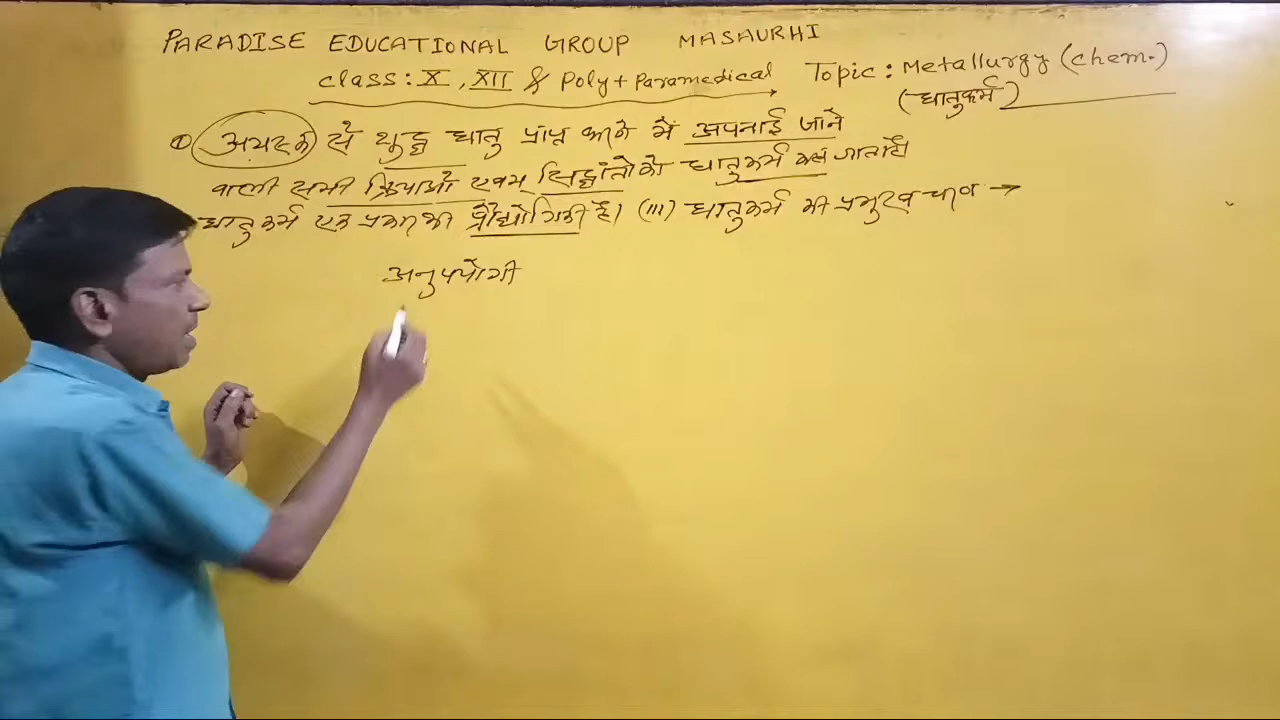 PARADISE EDUCATIONAL GROUP MASAURHI
class: X, XII & Poly + Paramedical Topic: Metallurgy (chem.)
(धातुकर्म)
① अयस्क से शुद्ध धातु प्राप्त करने में अपनाई जाने
वाली सभी क्रियाओं एवम् सिद्धांतो को धातुकर्म कहा जाता है
धातुकर्म एक प्रकार की प्रौद्योगिकी है। (iii) धातुकर्म की प्रमुख चरण →
अनुपयोगी